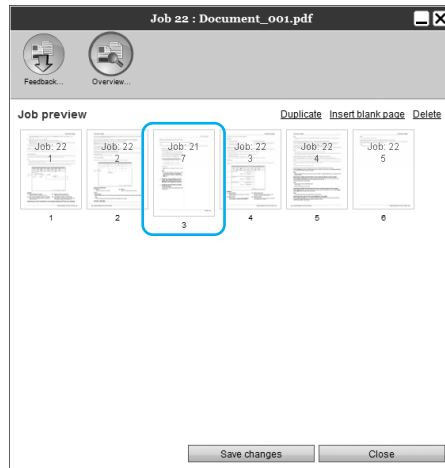 Job 22 : Document_001.pdf
Feedback... Overview...
Job preview Duplicate Insert blank page Delete
Job: 22 Job: 22 Job: 21 Job: 22 Job: 22 Job: 22
1 2 7 3 4 5
1 2 3 4 5 6
Save changes Close